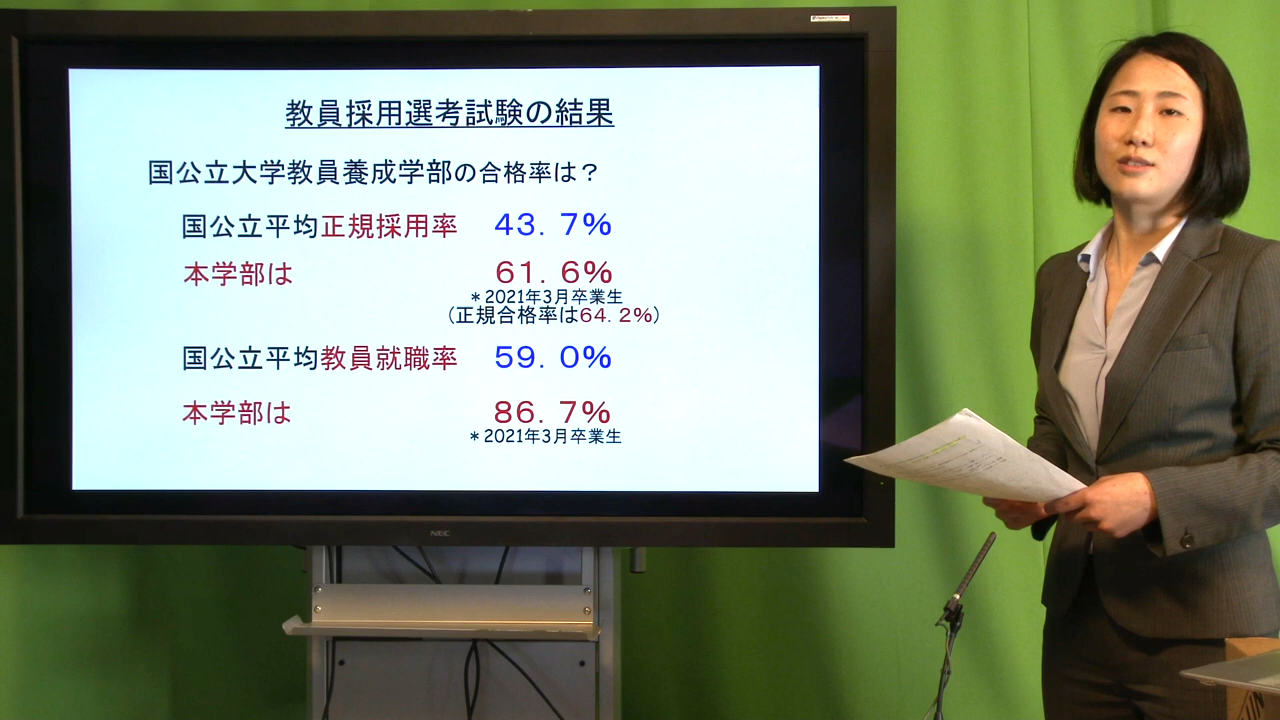 教員採用選考試験の結果
国公立大学教員養成学部の合格率は？
国公立平均正規採用率 43．7%
本学部は 61．6%
＊2021年3月卒業生
（正規合格率は64．2%）
国公立平均教員就職率 59．0%
本学部は 86．7%
＊2021年3月卒業生
NEC